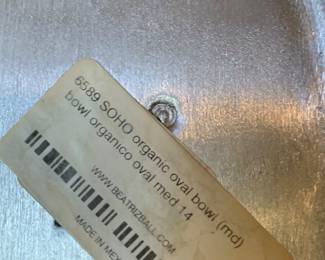 6589 SOHO organic oval bowl (md)
bowl organico oval med 14
WWW.BEATRIZBALL.COM
MADE IN MEX